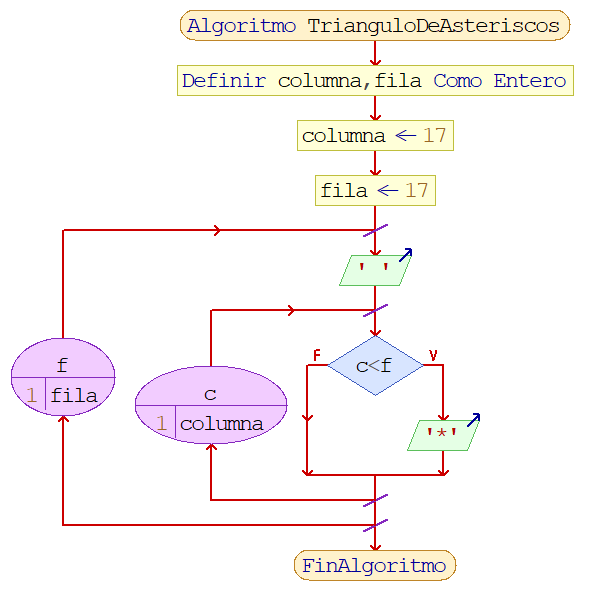 Algoritmo TrianguloDeAsteriscos
Definir columna,fila Como Entero
columna ← 17
fila ← 17
' '
F
V
c<f
f
1 fila
c
1 columna
'*'
FinAlgoritmo